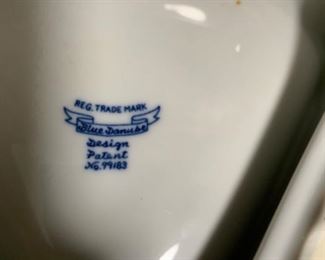 REG. TRADE MARK
Blue Danube
Design
Patent
No. 99183